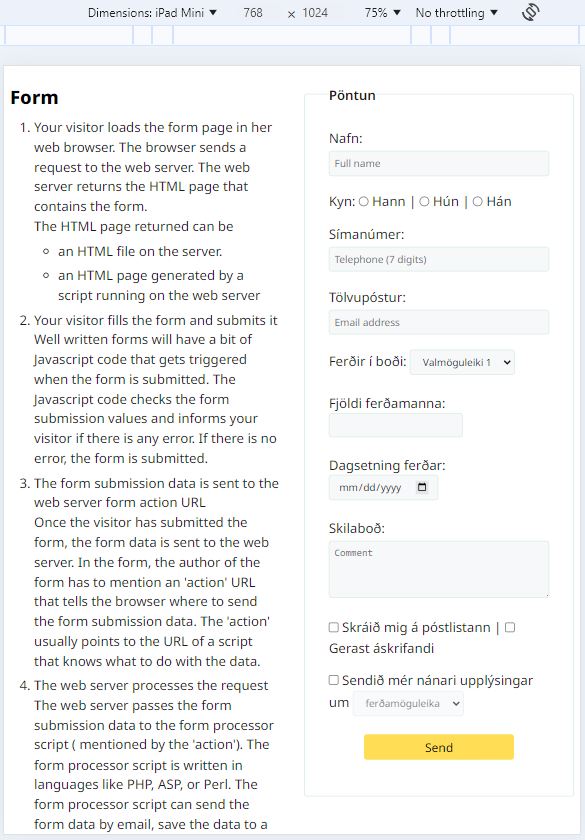 Dimensions: iPad Mini ▼ 768 × 1024 75% ▼ No throttling ▼
Form
1. Your visitor loads the form page in her
web browser. The browser sends a
request to the web server. The web
server returns the HTML page that
contains the form.
The HTML page returned can be
an HTML file on the server.
an HTML page generated by a
script running on the web server
2. Your visitor fills the form and submits it
Well written forms will have a bit of
Javascript code that gets triggered
when the form is submitted. The
Javascript code checks the form
submission values and informs your
visitor if there is any error. If there is no
error, the form is submitted.
3. The form submission data is sent to the
web server form action URL
Once the visitor has submitted the
form, the form data is sent to the web
server. In the form, the author of the
form has to mention an 'action' URL
that tells the browser where to send
the form submission data. The 'action'
usually points to the URL of a script
that knows what to do with the data.
4. The web server processes the request
The web server passes the form
submission data to the form processor
script ( mentioned by the 'action'). The
form processor script is written in
languages like PHP, ASP, or Perl. The
form processor script can send the
form data by email, save the data to a
Pöntun
Nafn:
Full name
Kyn: Hann | Hún | Hán
Símanúmer:
Telephone (7 digits)
Tölvupóstur:
Email address
Ferðir í boði: Valmöguleiki 1
Fjöldi ferðamanna:
Dagsetning ferðar:
mm/dd/yyyy
Skilaboð:
Comment
Skráið mig á póstlistann |
Gerast áskrifandi
Sendið mér nánari upplýsingar
um ferðamöguleika
Send